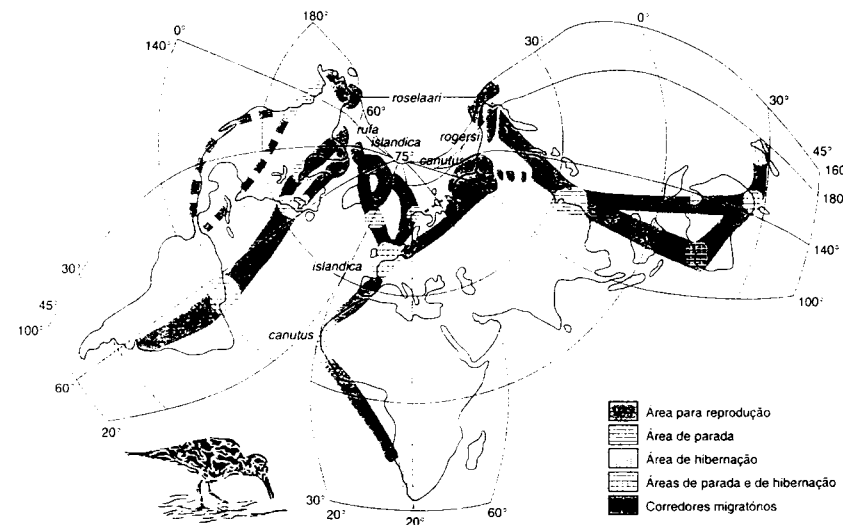 180°
0°
0°
140°
30°
30°
roselaari
60°
rufa
islandica
rogersi
75°
canutus
45°
160
180
140°
30°
islandica
45°
100°
100°
canutus
60
20°
Área para reprodução
Área de parada
Área de hibernação
Áreas de parada e de hibernação
Corredores migratórios
30°
20°
20°
60°